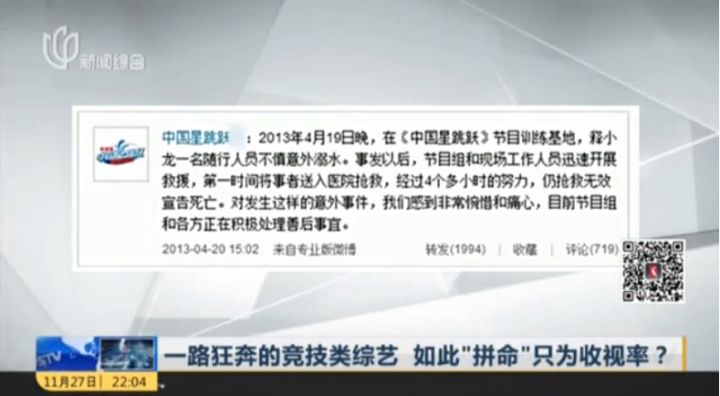 新闻综合
中国星跳跃 : 2013年4月19日晚，在《中国星跳跃》节目训练基地，释小
龙一名随行人员不慎意外溺水。事发以后，节目组和现场工作人员迅速开展
救援，第一时间将事者送入医院抢救，经过4个多小时的努力，仍抢救无效
宣告死亡。对发生这样的意外事件，我们感到非常惋惜和痛心，目前节目组
和各方正在积极处理善后事宜。
2013-04-20 15:02 来自专业版微博 转发(1994) | 收藏 | 评论(719)
一路狂奔的竞技类综艺 如此"拼命"只为收视率？
11月27日 22:04